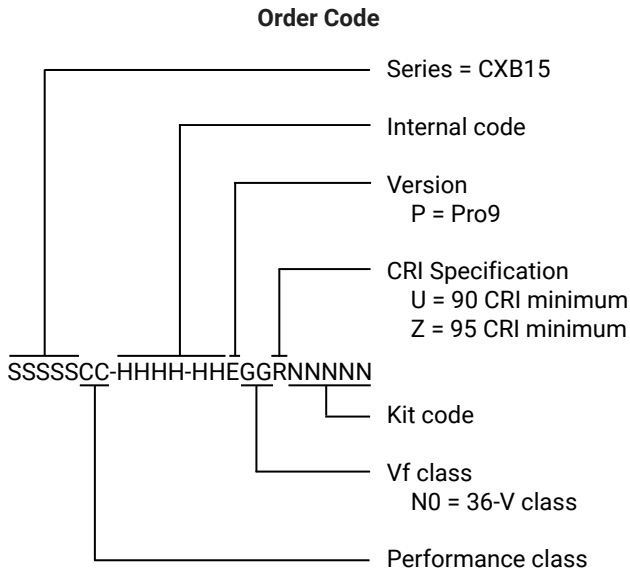 Order Code
Series = CXB15
Internal code
Version
P = Pro9
CRI Specification
U = 90 CRI minimum
Z = 95 CRI minimum
SSSSSCC-HHHH-HHEGGRNNNNN
Kit code
Vf class
N0 = 36-V class
Performance class